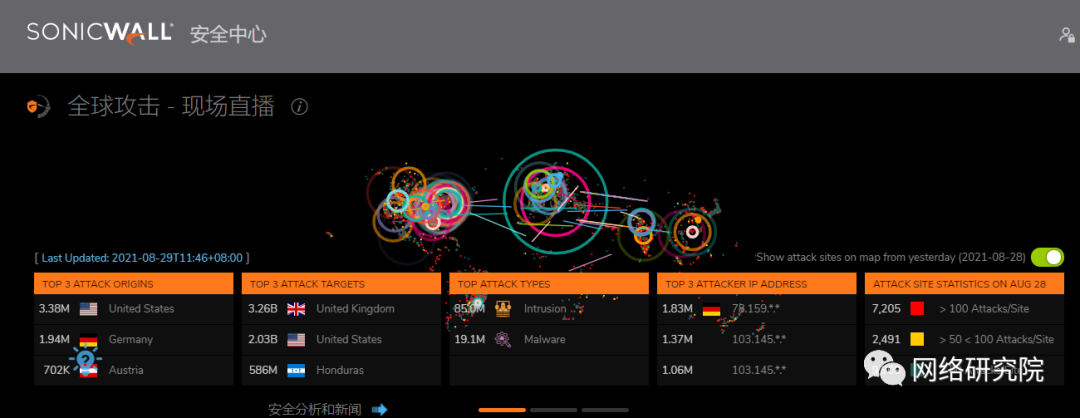 SONICWALL 安全中心
全球攻击 - 现场直播
[ Last Updated: 2021-08-29T11:46+08:00 ]
Show attack sites on map from yesterday (2021-08-28)
TOP 3 ATTACK ORIGINS
3.38M United States
1.94M Germany
702K Austria
TOP 3 ATTACK TARGETS
3.26B United Kingdom
2.03B United States
586M Honduras
TOP ATTACK TYPES
85.0M Intrusion
19.1M Malware
TOP 3 ATTACKER IP ADDRESS
1.83M 78.159.*.*
1.37M 103.145.*.*
1.06M 103.145.*.*
ATTACK SITE STATISTICS ON AUG 28
7,205 > 100 Attacks/Site
2,491 > 50 < 100 Attacks/Site
网络研究院
安全分析和新闻